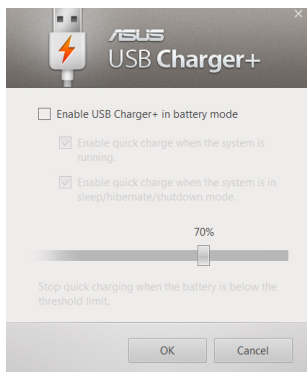 ASUS
USB Charger+
Enable USB Charger+ in battery mode
Enable quick charge when the system is
running.
Enable quick charge when the system is in
sleep/hibernate/shutdown mode.
70%
Stop quick charging when the battery is below the
threshold limit.
OK
Cancel